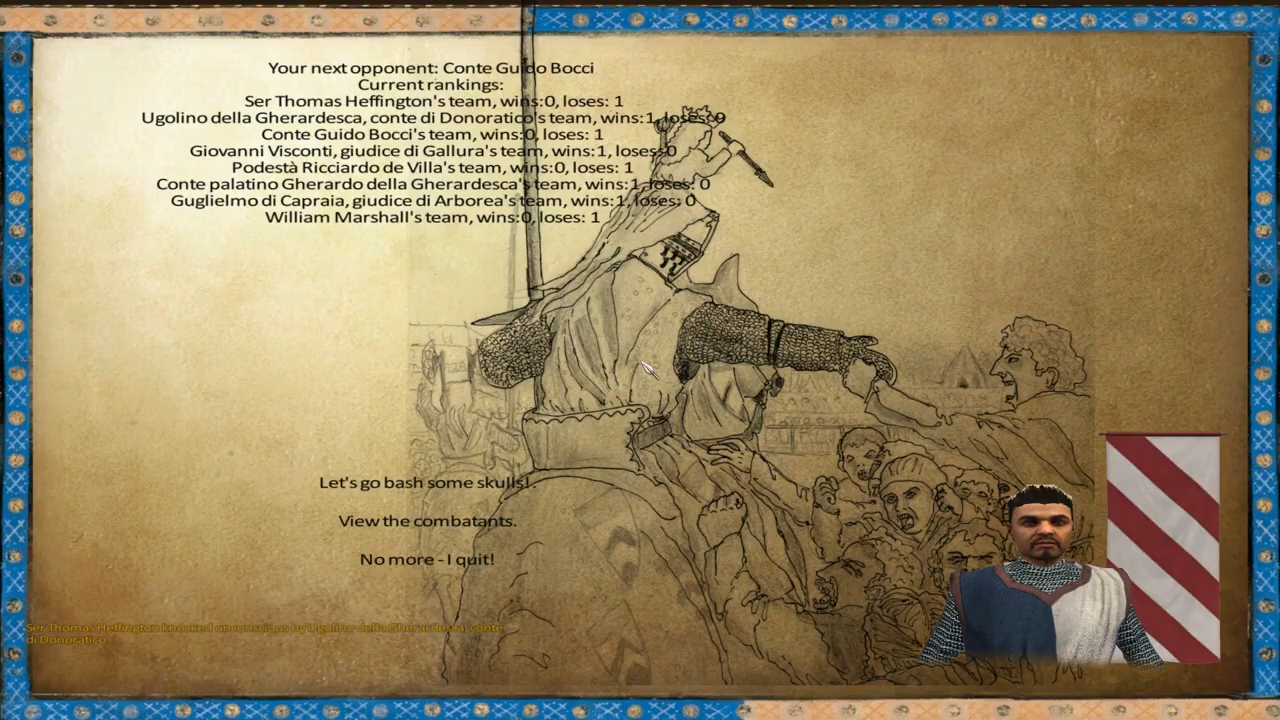 Your next opponent: Conte Guido Bocci
Current rankings:
Ser Thomas Heffington's team, wins:0, loses: 1
Ugolino della Gherardesca, conte di Donoratico's team, wins:1, loses: 0
Conte Guido Bocci's team, wins:0, loses: 1
Giovanni Visconti, giudice di Gallura's team, wins:1, loses: 0
Podestà Ricciardo de Villa's team, wins:0, loses: 1
Conte palatino Gherardo della Gherardesca's team, wins:1, loses: 0
Guglielmo di Capraia, giudice di Arborea's team, wins:1, loses: 0
William Marshall's team, wins:0, loses: 1
Let's go bash some skulls!
View the combatants.
No more - I quit!
Ser Thomas Heffington knocked unconscious by Ugolino della Gherardesca, conte
di Donoratico.